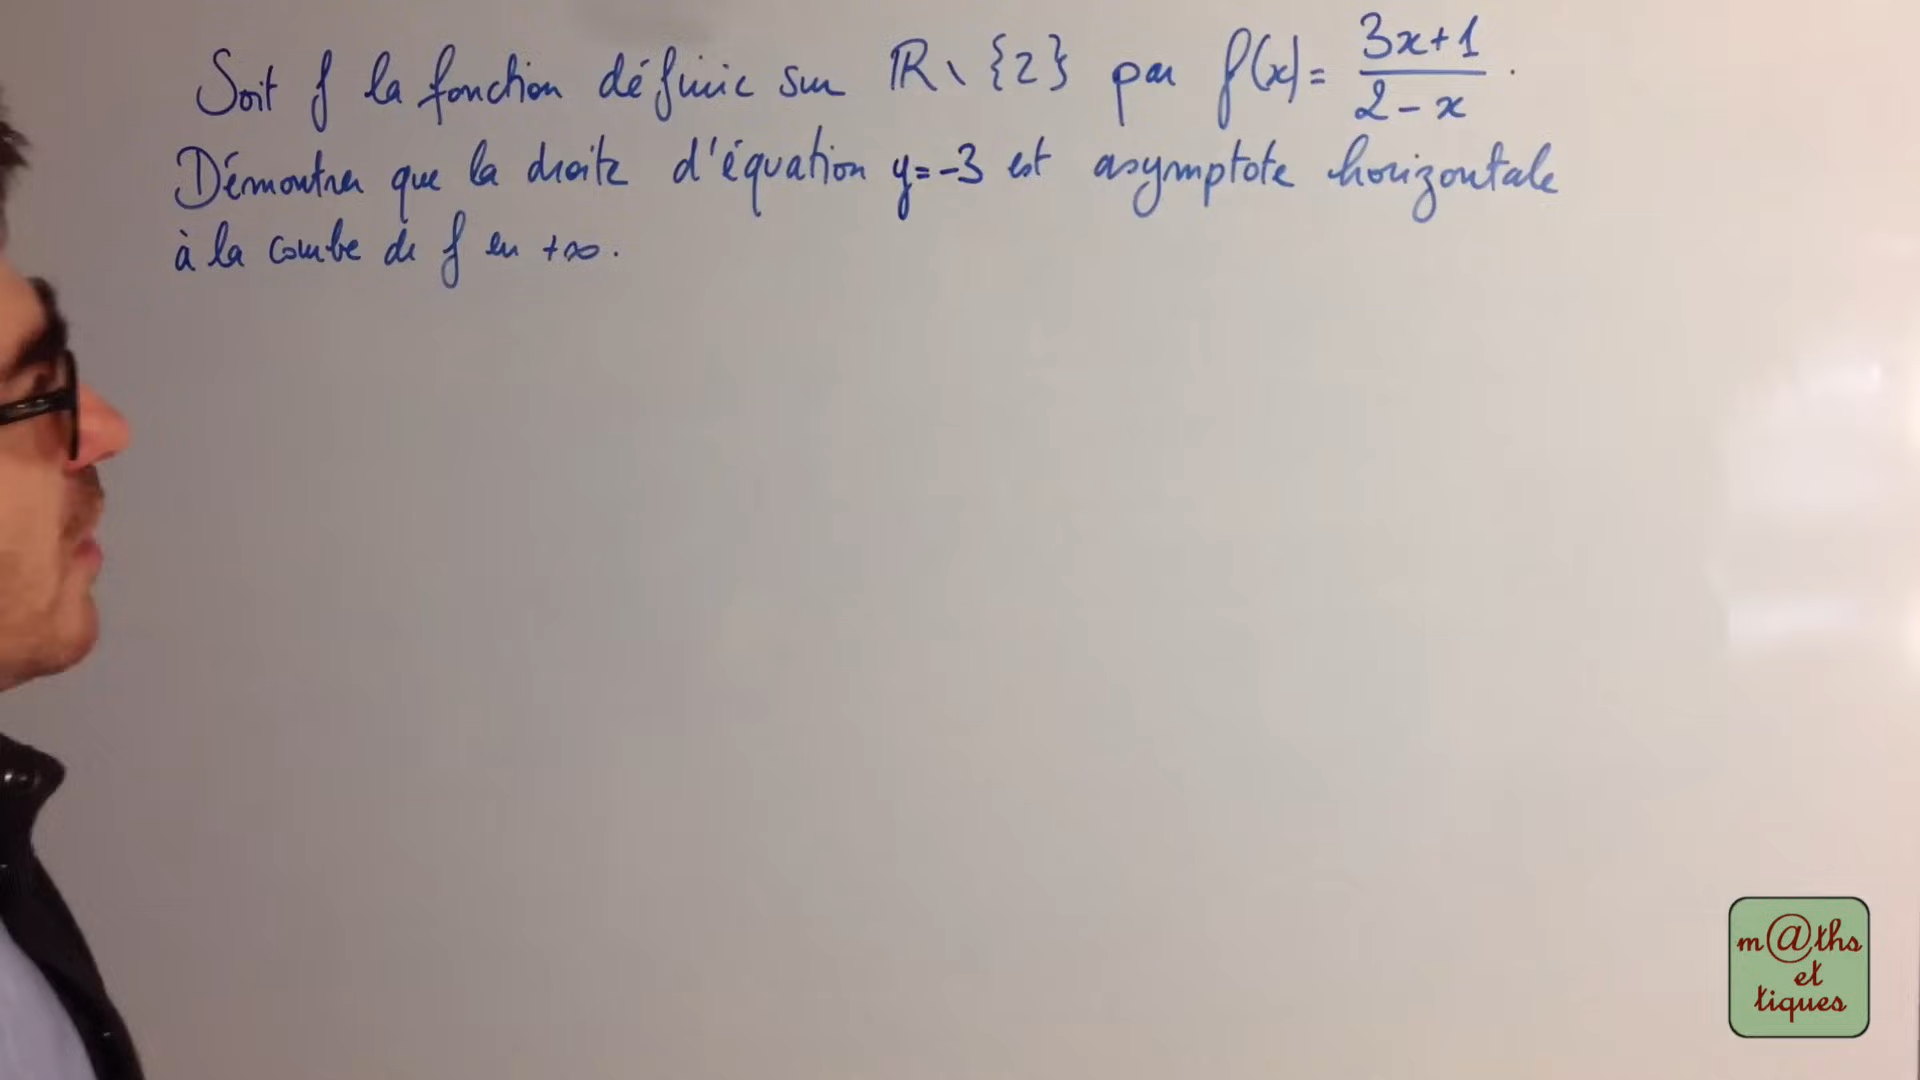 Soit f la fonction définie sur ℝ \ {2} par f(x) = (3x+1)/(2-x).
Démontrer que la droite d'équation y = -3 est asymptote horizontale
à la courbe de f en +∞.
m@ths
et
tiques